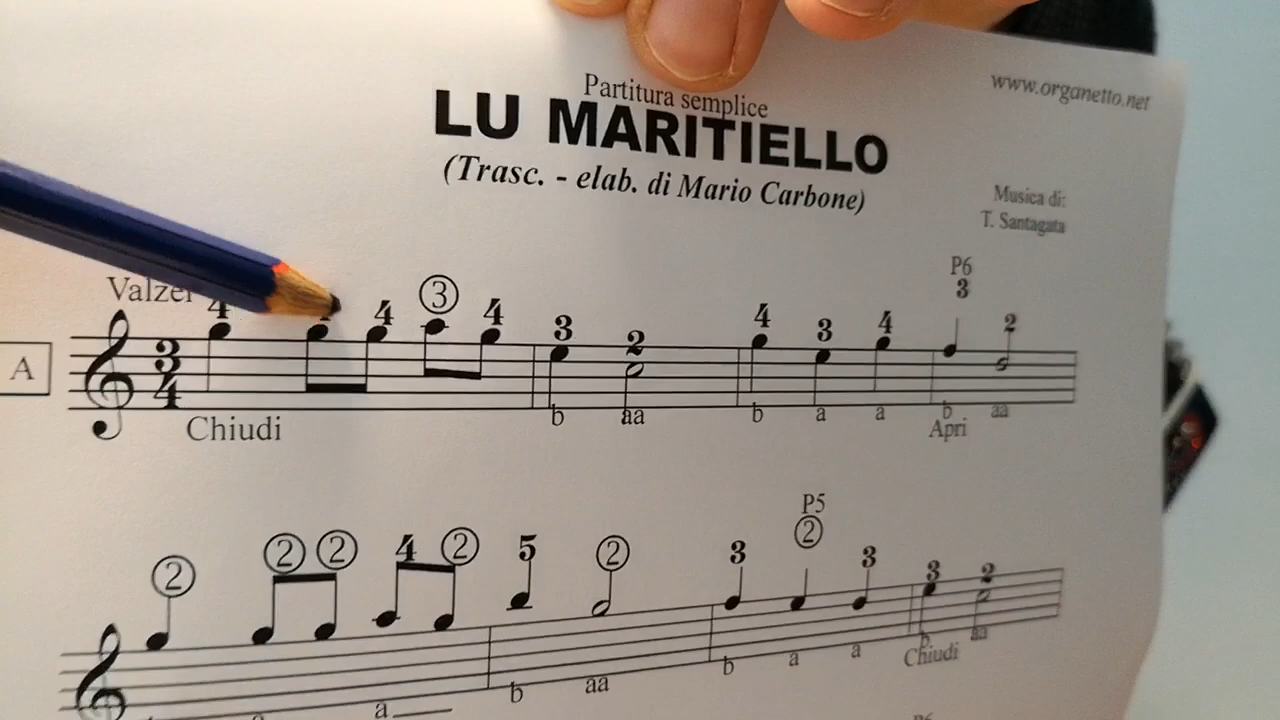 www.organetto.net
Partitura semplice
LU MARITIELLO
(Trasc. - elab. di Mario Carbone)
Musica di:
T. Santagata
Valzer
P6
4 4 ③ 4 3 2 4 3 4 3 2
A
3
4
b aa b a a b aa
Chiudi Apri
P5
② ② ② 4 ② 5 ② 3 ② 3 3 2
a b aa b a a b aa
Chiudi